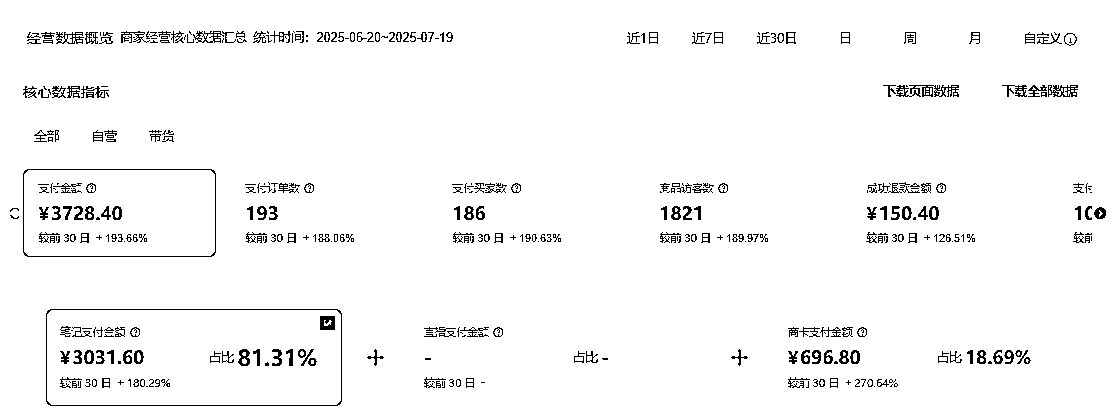 经营数据概览 商家经营核心数据汇总 统计时间：2025-06-20~2025-07-19 近1日 近7日 近30日 日 周 月 自定义
核心数据指标 下载页面数据 下载全部数据
全部 自营 带货
支付金额 支付订单数 支付买家数 商品访客数 成功退款金额 支付
¥3728.40 193 186 1821 ¥150.40
较前 30 日 +193.66% 较前 30 日 +188.06% 较前 30 日 +190.63% 较前 30 日 +189.97% 较前 30 日 +126.51% 较前
笔记支付金额 直播支付金额 商卡支付金额
¥3031.60 占比 81.31% - 占比 - ¥696.80 占比 18.69%
较前 30 日 +180.29% 较前 30 日 - 较前 30 日 +270.64%